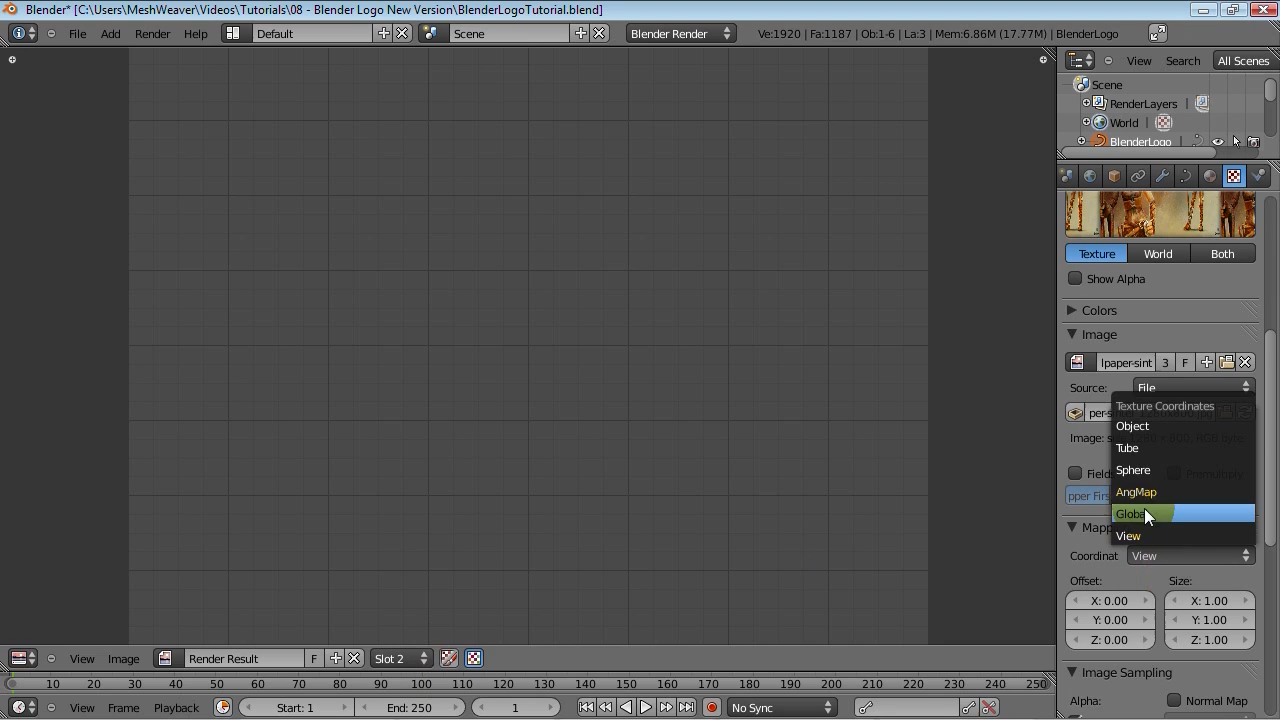 Blender* [C:\Users\MeshWeaver\Videos\Tutorials\08 - Blender Logo New Version\BlenderLogoTutorial.blend]
File Add Render Help Default Scene Blender Render Ve:1920 | Fa:1187 | Ob:1-6 | La:3 | Mem:6.86M (17.77M) | BlenderLogo
View Search All Scenes
Scene
RenderLayers
World
BlenderLogo
Texture World Both
Show Alpha
Colors
Image
lpaper-sint 3 F
Source: File
Texture Coordinates
Object
Tube
Sphere
AngMap
View
Coordinat View
Offset: Size:
X: 0.00 X: 1.00
Y: 0.00 Y: 1.00
Z: 0.00 Z: 1.00
Image Sampling
Alpha: Normal Map
View Image Render Result F Slot 2
10 20 30 40 50 60 70 80 90 100 110 120 130 140 150 160 170 180 190 200 210 220 230 240 250
View Frame Playback Start: 1 End: 250 1 No Sync